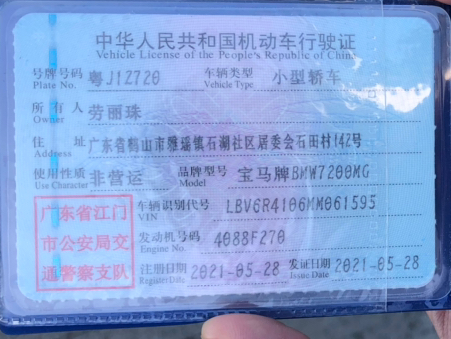 中华人民共和国机动车行驶证
Vehicle License of the People's Republic of China
号牌号码 粤J12720 车辆类型 小型轿车
Plate No. Vehicle Type
所有人 劳丽珠
Owner
住址 广东省鹤山市雅瑶镇石湖社区居委会石田村142号
Address
使用性质 非营运 品牌型号 宝马牌BMW7200MG
Use Character Model
广东省江门
市公安局交
通警察支队
车辆识别代号 LBV6R4106MM061595
VIN
发动机号码 4088F270
Engine No.
注册日期 2021-05-28 发证日期 2021-05-28
Register Date Issue Date